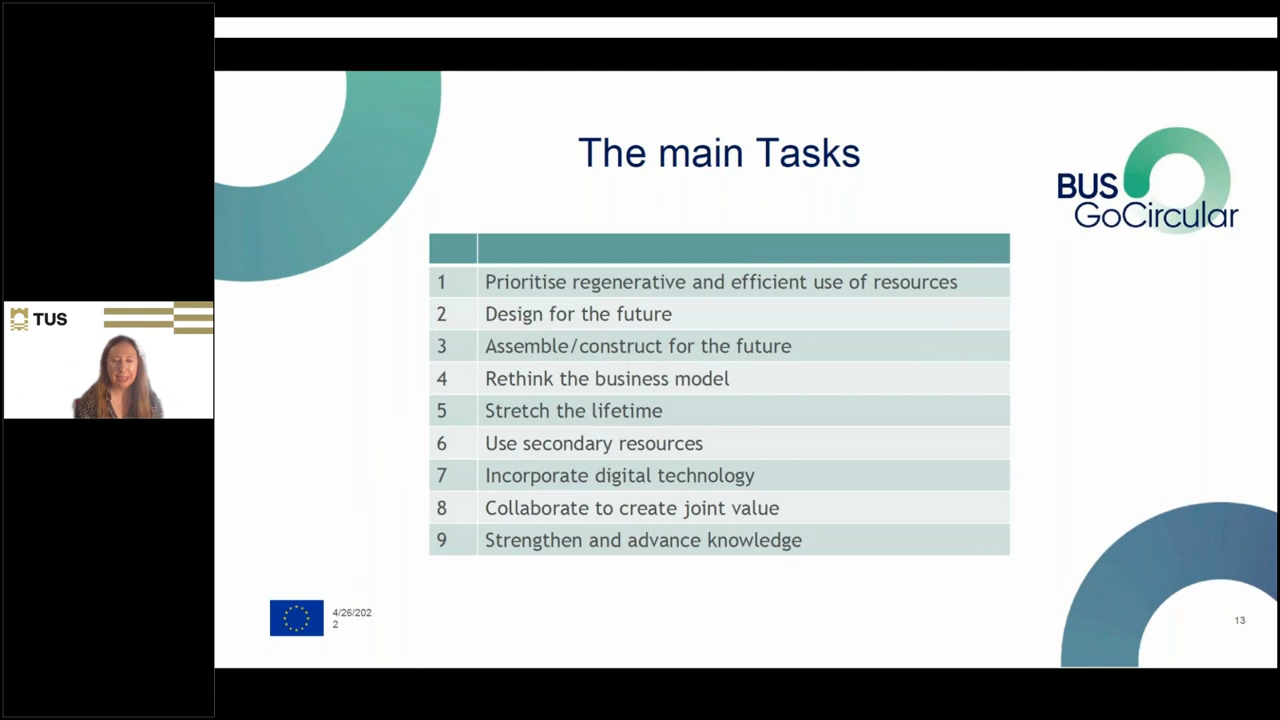 TUS
The main Tasks
BUS
GoCircular
1 Prioritise regenerative and efficient use of resources
2 Design for the future
3 Assemble/construct for the future
4 Rethink the business model
5 Stretch the lifetime
6 Use secondary resources
7 Incorporate digital technology
8 Collaborate to create joint value
9 Strengthen and advance knowledge
4/26/202
2
13